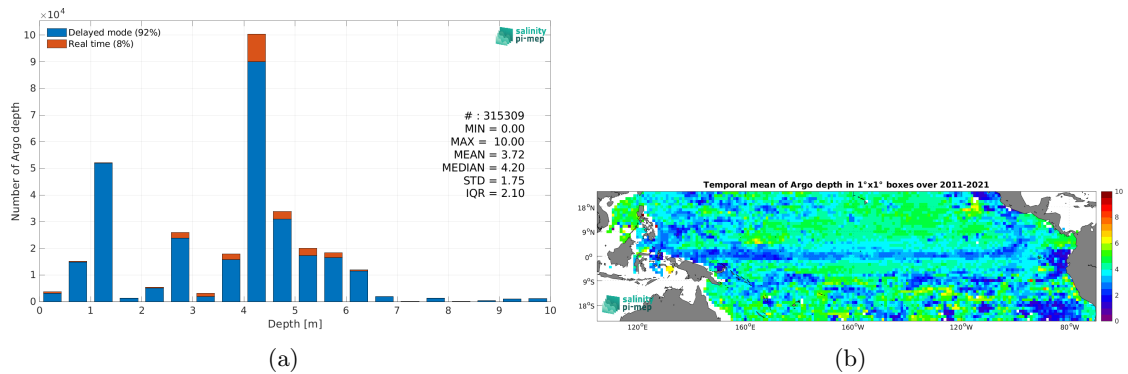 ×10⁴
10
9
8
7
6
5
4
3
2
1
0
Number of Argo depth
Delayed mode (92%)
Real time (8%)
salinity
pi-mep
# : 315309
MIN = 0.00
MAX = 10.00
MEAN = 3.72
MEDIAN = 4.20
STD = 1.75
IQR = 2.10
0 1 2 3 4 5 6 7 8 9 10
Depth [m]
(a)
Temporal mean of Argo depth in 1°x1° boxes over 2011-2021
18°N
9°N
0°
9°S
18°S
salinity
pi-mep
120°E 160°E 160°W 120°W 80°W
10
8
6
4
2
0
(b)